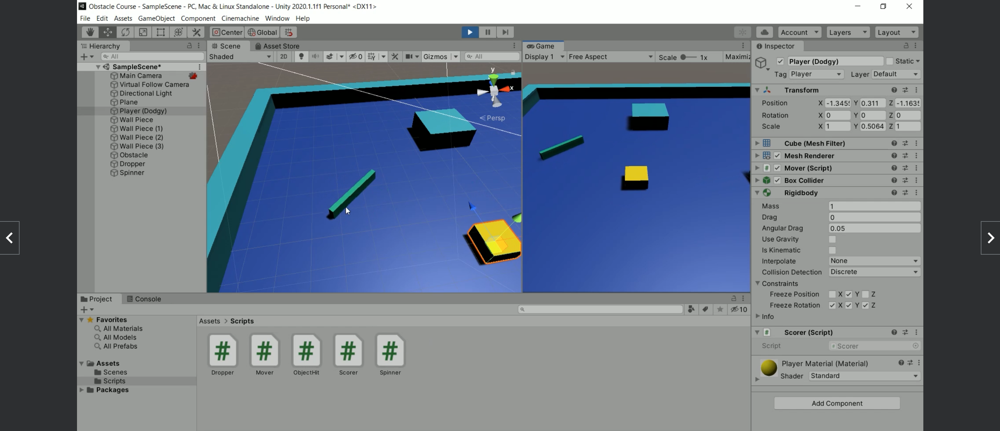 Obstacle Course - SampleScene - PC, Mac & Linux Standalone - Unity 2020.1.1f1 Personal* <DX11>
File Edit Assets GameObject Component Cinemachine Window Help
Center Global Account Layers Layout
Hierarchy
All
SampleScene*
Main Camera
Virtual Follow Camera
Directional Light
Plane
Player (Dodgy)
Wall Piece
Wall Piece (1)
Wall Piece (2)
Wall Piece (3)
Obstacle
Dropper
Spinner
Scene Asset Store
Shaded 2D 0 Gizmos All
y
x
Persp
Game
Display 1 Free Aspect Scale 1x Maximiz
Inspector
Player (Dodgy) Static
Tag Player Layer Default
Transform
Position X -1.345 Y 0.311 Z -1.163
Rotation X 0 Y 0 Z 0
Scale X 1 Y 0.5064 Z 1
Cube (Mesh Filter)
Mesh Renderer
# Mover (Script)
Box Collider
Rigidbody
Mass 1
Drag 0
Angular Drag 0.05
Use Gravity
Is Kinematic
Interpolate None
Collision Detection Discrete
Constraints
Freeze Position X Y Z
Freeze Rotation X Y Z
Info
# Scorer (Script)
Script # Scorer
Player Material (Material)
Shader Standard
Add Component
Project Console
10
Favorites
All Materials
All Models
All Prefabs
Assets
Scenes
Scripts
Packages
Assets > Scripts
# # # # #
Dropper Mover ObjectHit Scorer Spinner